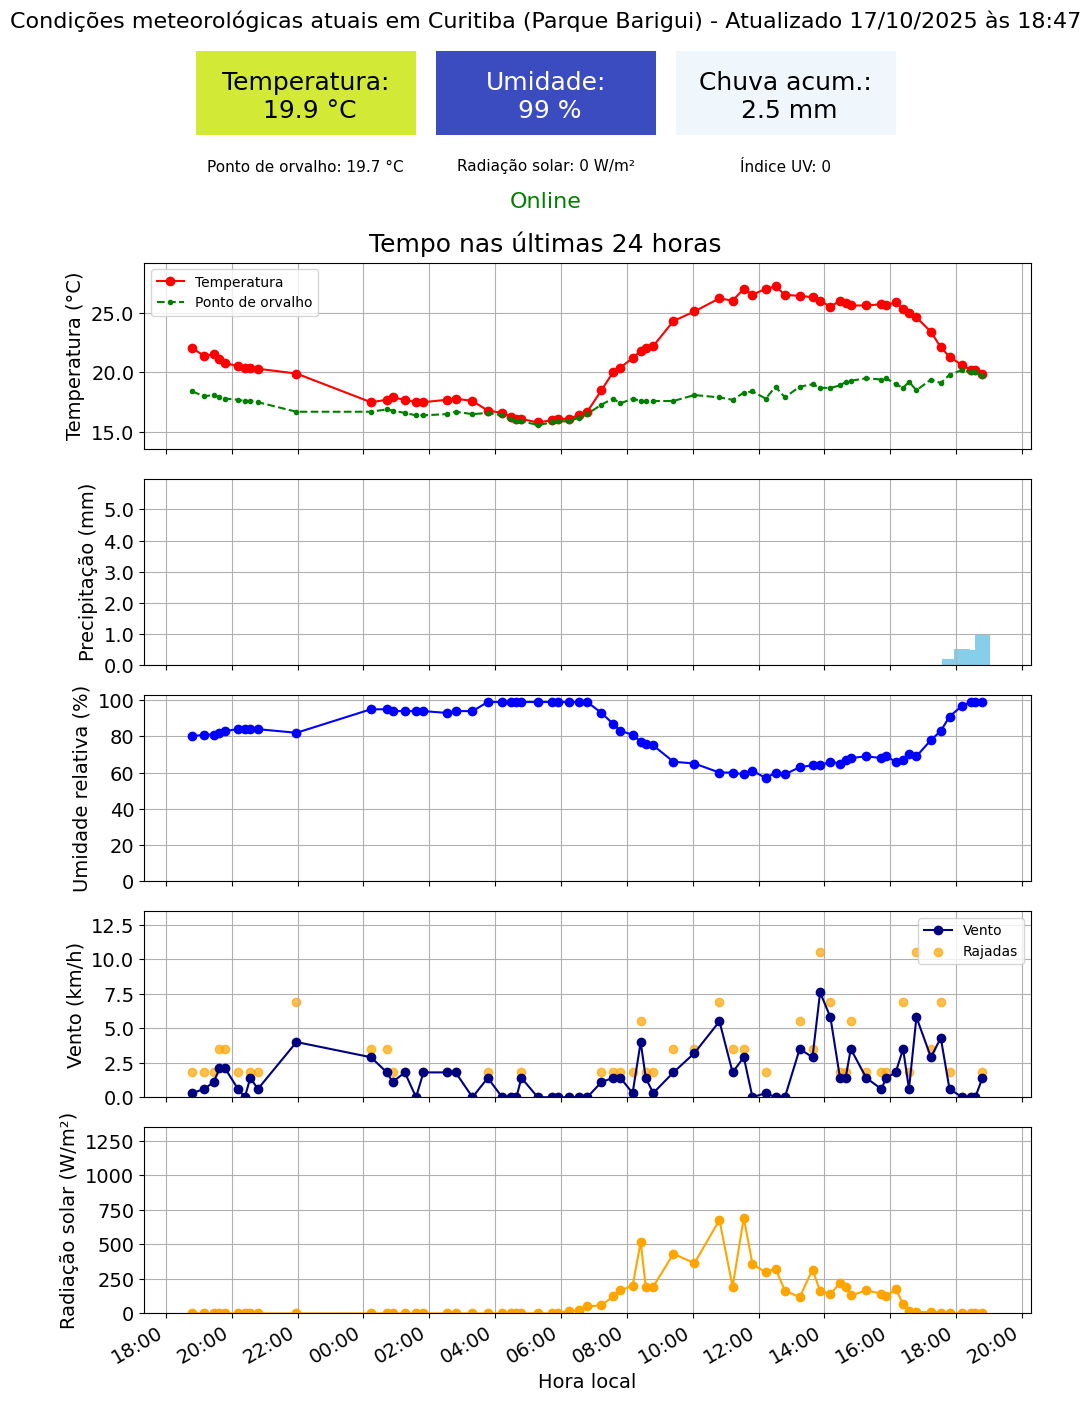 Condições meteorológicas atuais em Curitiba (Parque Barigui) - Atualizado 17/10/2025 às 18:47
Temperatura:
19.9 °C
Umidade:
99 %
Chuva acum.:
2.5 mm
Ponto de orvalho: 19.7 °C
Radiação solar: 0 W/m²
Índice UV: 0
Online
Tempo nas últimas 24 horas
Temperatura (°C)
25.0
20.0
15.0
Temperatura
Ponto de orvalho
Precipitação (mm)
5.0
4.0
3.0
2.0
1.0
0.0
Umidade relativa (%)
100
80
60
40
20
0
Vento (km/h)
12.5
10.0
7.5
5.0
2.5
0.0
Vento
Rajadas
Radiação solar (W/m²)
1250
1000
750
500
250
0
18:00 20:00 22:00 00:00 02:00 04:00 06:00 08:00 10:00 12:00 14:00 16:00 18:00 20:00
Hora local